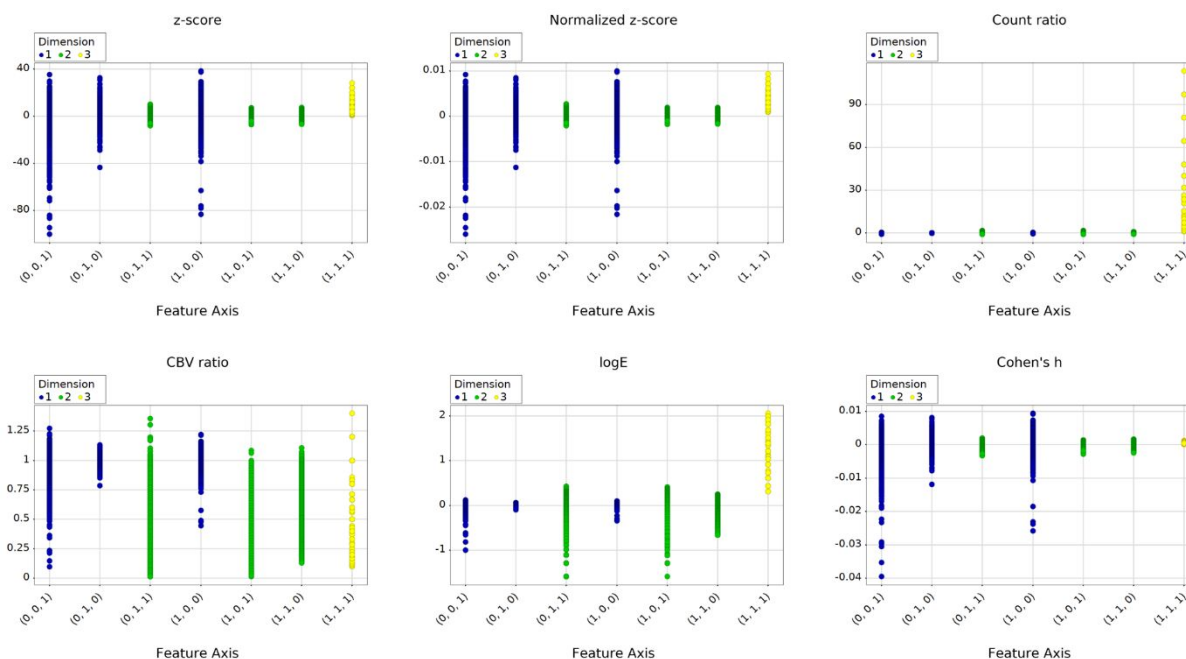 z-score
Dimension
1 2 3
40
0
-40
-80
(0, 0, 1)
(0, 1, 0)
(0, 1, 1)
(1, 0, 0)
(1, 0, 1)
(1, 1, 0)
(1, 1, 1)
Feature Axis
Normalized z-score
Dimension
1 2 3
0.01
0
-0.01
-0.02
(0, 0, 1)
(0, 1, 0)
(0, 1, 1)
(1, 0, 0)
(1, 0, 1)
(1, 1, 0)
(1, 1, 1)
Feature Axis
Count ratio
Dimension
1 2 3
90
60
30
0
(0, 0, 1)
(0, 1, 0)
(0, 1, 1)
(1, 0, 0)
(1, 0, 1)
(1, 1, 0)
(1, 1, 1)
Feature Axis
CBV ratio
Dimension
1 2 3
1.25
1
0.75
0.5
0.25
0
(0, 0, 1)
(0, 1, 0)
(0, 1, 1)
(1, 0, 0)
(1, 0, 1)
(1, 1, 0)
(1, 1, 1)
Feature Axis
logE
Dimension
1 2 3
2
1
0
-1
(0, 0, 1)
(0, 1, 0)
(0, 1, 1)
(1, 0, 0)
(1, 0, 1)
(1, 1, 0)
(1, 1, 1)
Feature Axis
Cohen's h
Dimension
1 2 3
0.01
0
-0.01
-0.02
-0.03
-0.04
(0, 0, 1)
(0, 1, 0)
(0, 1, 1)
(1, 0, 0)
(1, 0, 1)
(1, 1, 0)
(1, 1, 1)
Feature Axis